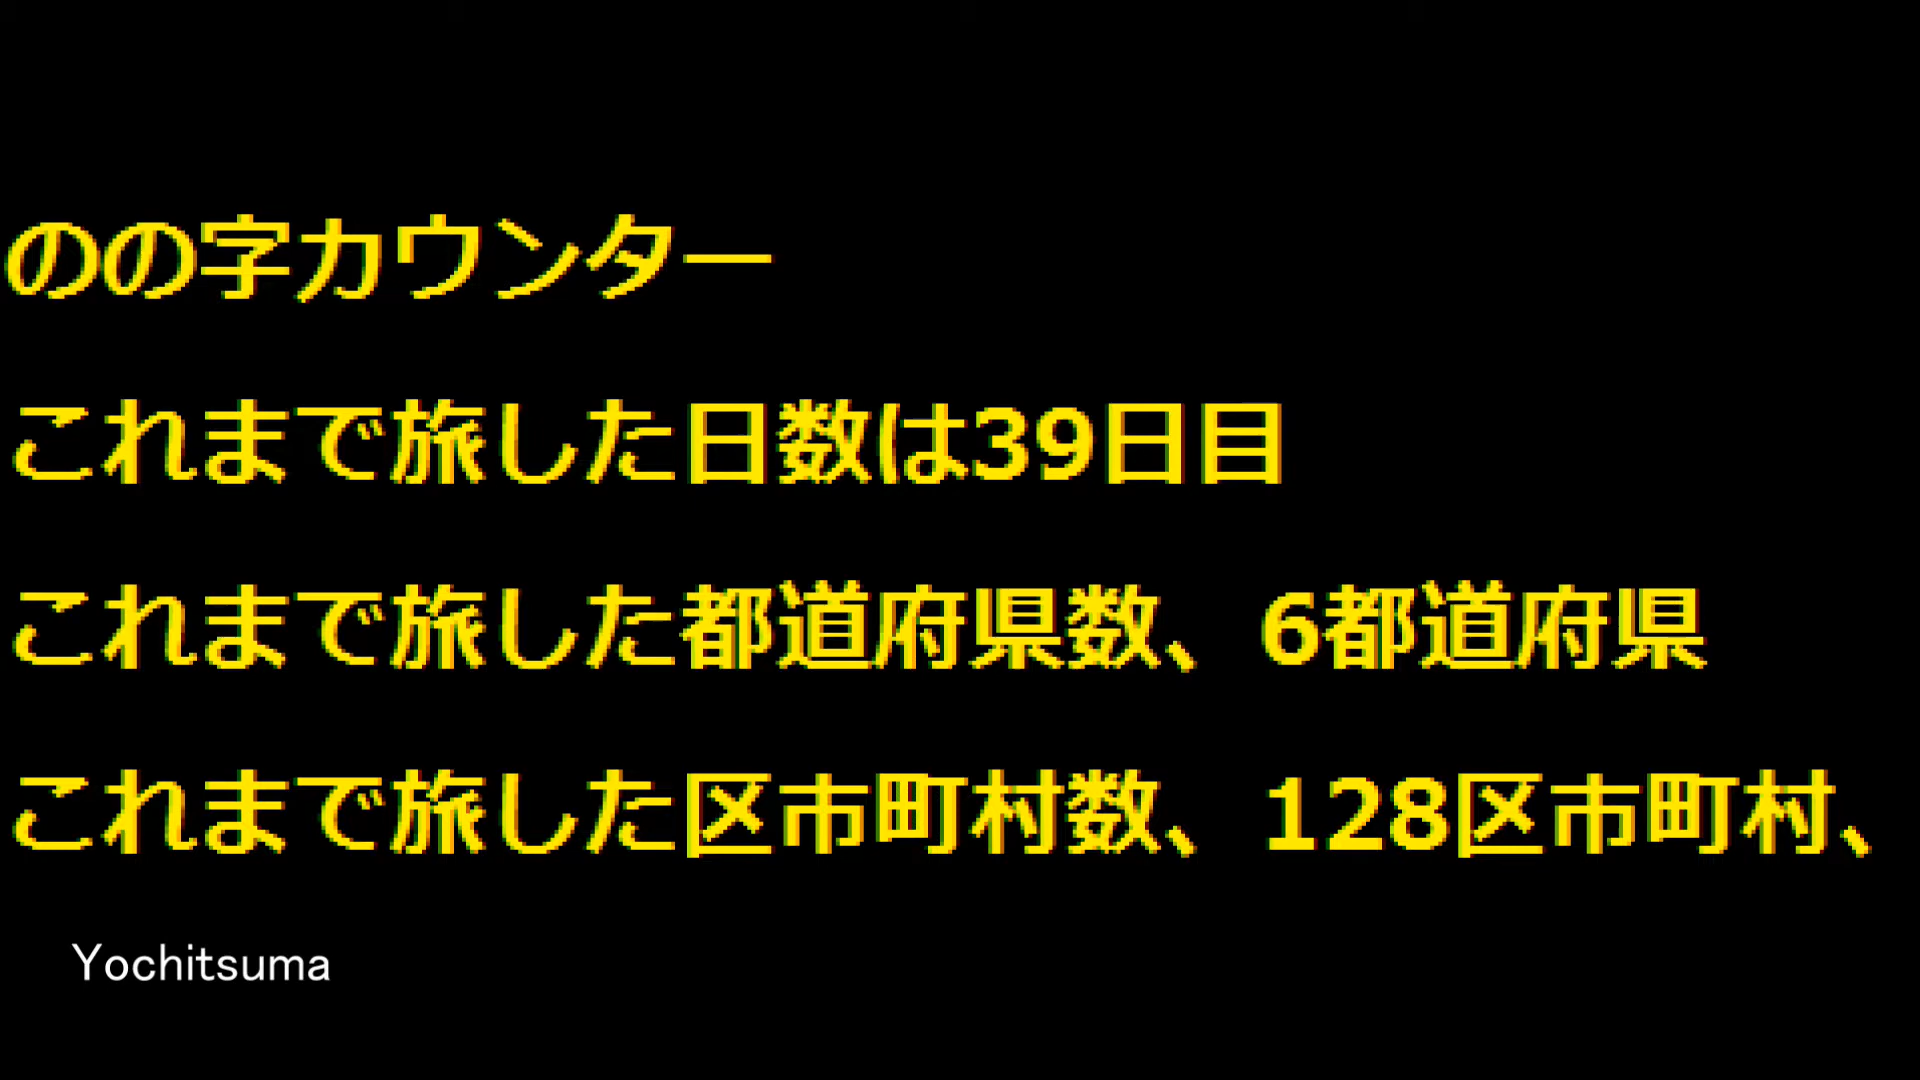 のの字カウンター
これまで旅した日数は39日目
これまで旅した都道府県数、6都道府県
これまで旅した区市町村数、128区市町村、
Yochitsuma